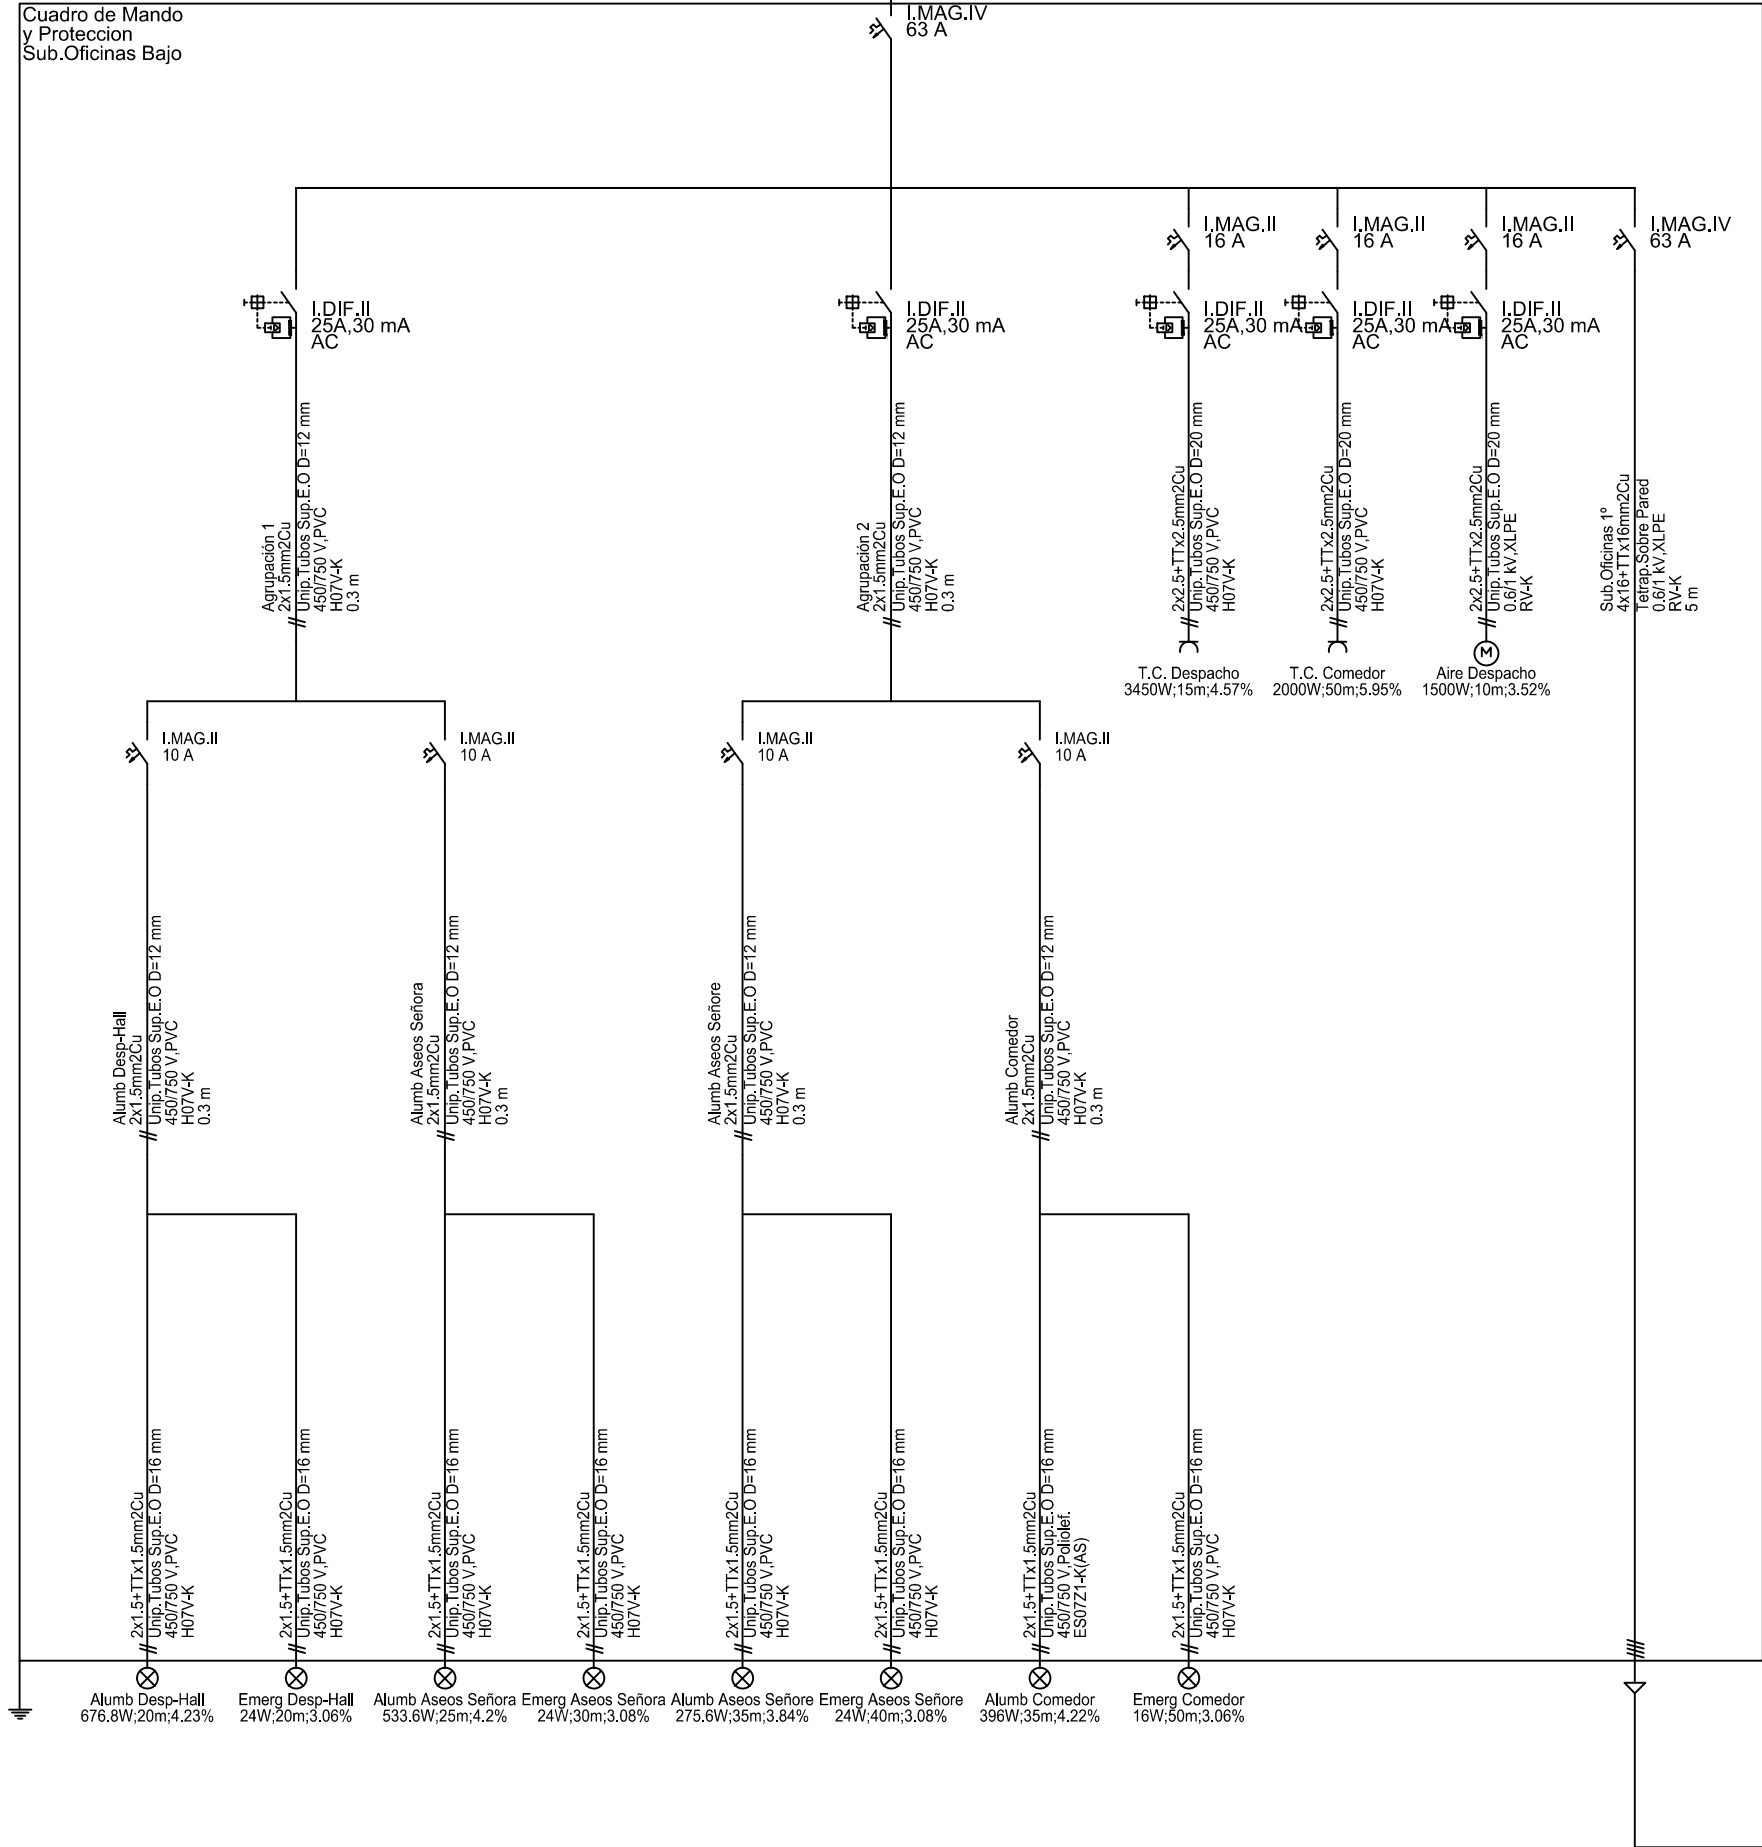 Cuadro de Mando
y Proteccion
Sub.Oficinas Bajo
I.MAG.IV
63 A
I.MAG.II
16 A
I.MAG.II
16 A
I.MAG.II
16 A
I.MAG.IV
63 A
I.DIF.II
25A,30 mA
AC
I.DIF.II
25A,30 mA
AC
I.DIF.II
25A,30 mA
AC
I.DIF.II
25A,30 mA
AC
I.DIF.II
25A,30 mA
AC
Agrupación 1
2x1.5mm2Cu
Unip.Tubos Sup.E.O D=12 mm
450/750 V,PVC
H07V-K
0.3 m
Agrupación 2
2x1.5mm2Cu
Unip.Tubos Sup.E.O D=12 mm
450/750 V,PVC
H07V-K
0.3 m
2x2.5+TTx2.5mm2Cu
Unip.Tubos Sup.E.O D=20 mm
450/750 V,PVC
H07V-K
2x2.5+TTx2.5mm2Cu
Unip.Tubos Sup.E.O D=20 mm
450/750 V,PVC
H07V-K
2x2.5+TTx2.5mm2Cu
Unip.Tubos Sup.E.O D=20 mm
0.6/1 kV,XLPE
RV-K
Sub.Oficinas 1º
4x16+TTx16mm2Cu
Tetrap.Sobre Pared
0.6/1 kV,XLPE
RV-K
5 m
M
T.C. Despacho
3450W;15m;4.57%
T.C. Comedor
2000W;50m;5.95%
Aire Despacho
1500W;10m;3.52%
I.MAG.II
10 A
I.MAG.II
10 A
I.MAG.II
10 A
I.MAG.II
10 A
Alumb Desp-Hall
2x1.5mm2Cu
Unip.Tubos Sup.E.O D=12 mm
450/750 V,PVC
H07V-K
0.3 m
Alumb Aseos Señora
2x1.5mm2Cu
Unip.Tubos Sup.E.O D=12 mm
450/750 V,PVC
H07V-K
0.3 m
Alumb Aseos Señore
2x1.5mm2Cu
Unip.Tubos Sup.E.O D=12 mm
450/750 V,PVC
H07V-K
0.3 m
Alumb Comedor
2x1.5mm2Cu
Unip.Tubos Sup.E.O D=12 mm
450/750 V,PVC
H07V-K
0.3 m
2x1.5+TTx1.5mm2Cu
Unip.Tubos Sup.E.O D=16 mm
450/750 V,PVC
H07V-K
2x1.5+TTx1.5mm2Cu
Unip.Tubos Sup.E.O D=16 mm
450/750 V,PVC
H07V-K
2x1.5+TTx1.5mm2Cu
Unip.Tubos Sup.E.O D=16 mm
450/750 V,PVC
H07V-K
2x1.5+TTx1.5mm2Cu
Unip.Tubos Sup.E.O D=16 mm
450/750 V,PVC
H07V-K
2x1.5+TTx1.5mm2Cu
Unip.Tubos Sup.E.O D=16 mm
450/750 V,PVC
H07V-K
2x1.5+TTx1.5mm2Cu
Unip.Tubos Sup.E.O D=16 mm
450/750 V,PVC
H07V-K
2x1.5+TTx1.5mm2Cu
Unip.Tubos Sup.E.O D=16 mm
450/750 V,Poliolef.
ES07Z1-K(AS)
2x1.5+TTx1.5mm2Cu
Unip.Tubos Sup.E.O D=16 mm
450/750 V,PVC
H07V-K
Alumb Desp-Hall
676.8W;20m;4.23%
Emerg Desp-Hall
24W;20m;3.06%
Alumb Aseos Señora
533.6W;25m;4.2%
Emerg Aseos Señora
24W;30m;3.08%
Alumb Aseos Señore
275.6W;35m;3.84%
Emerg Aseos Señore
24W;40m;3.08%
Alumb Comedor
396W;35m;4.22%
Emerg Comedor
16W;50m;3.06%